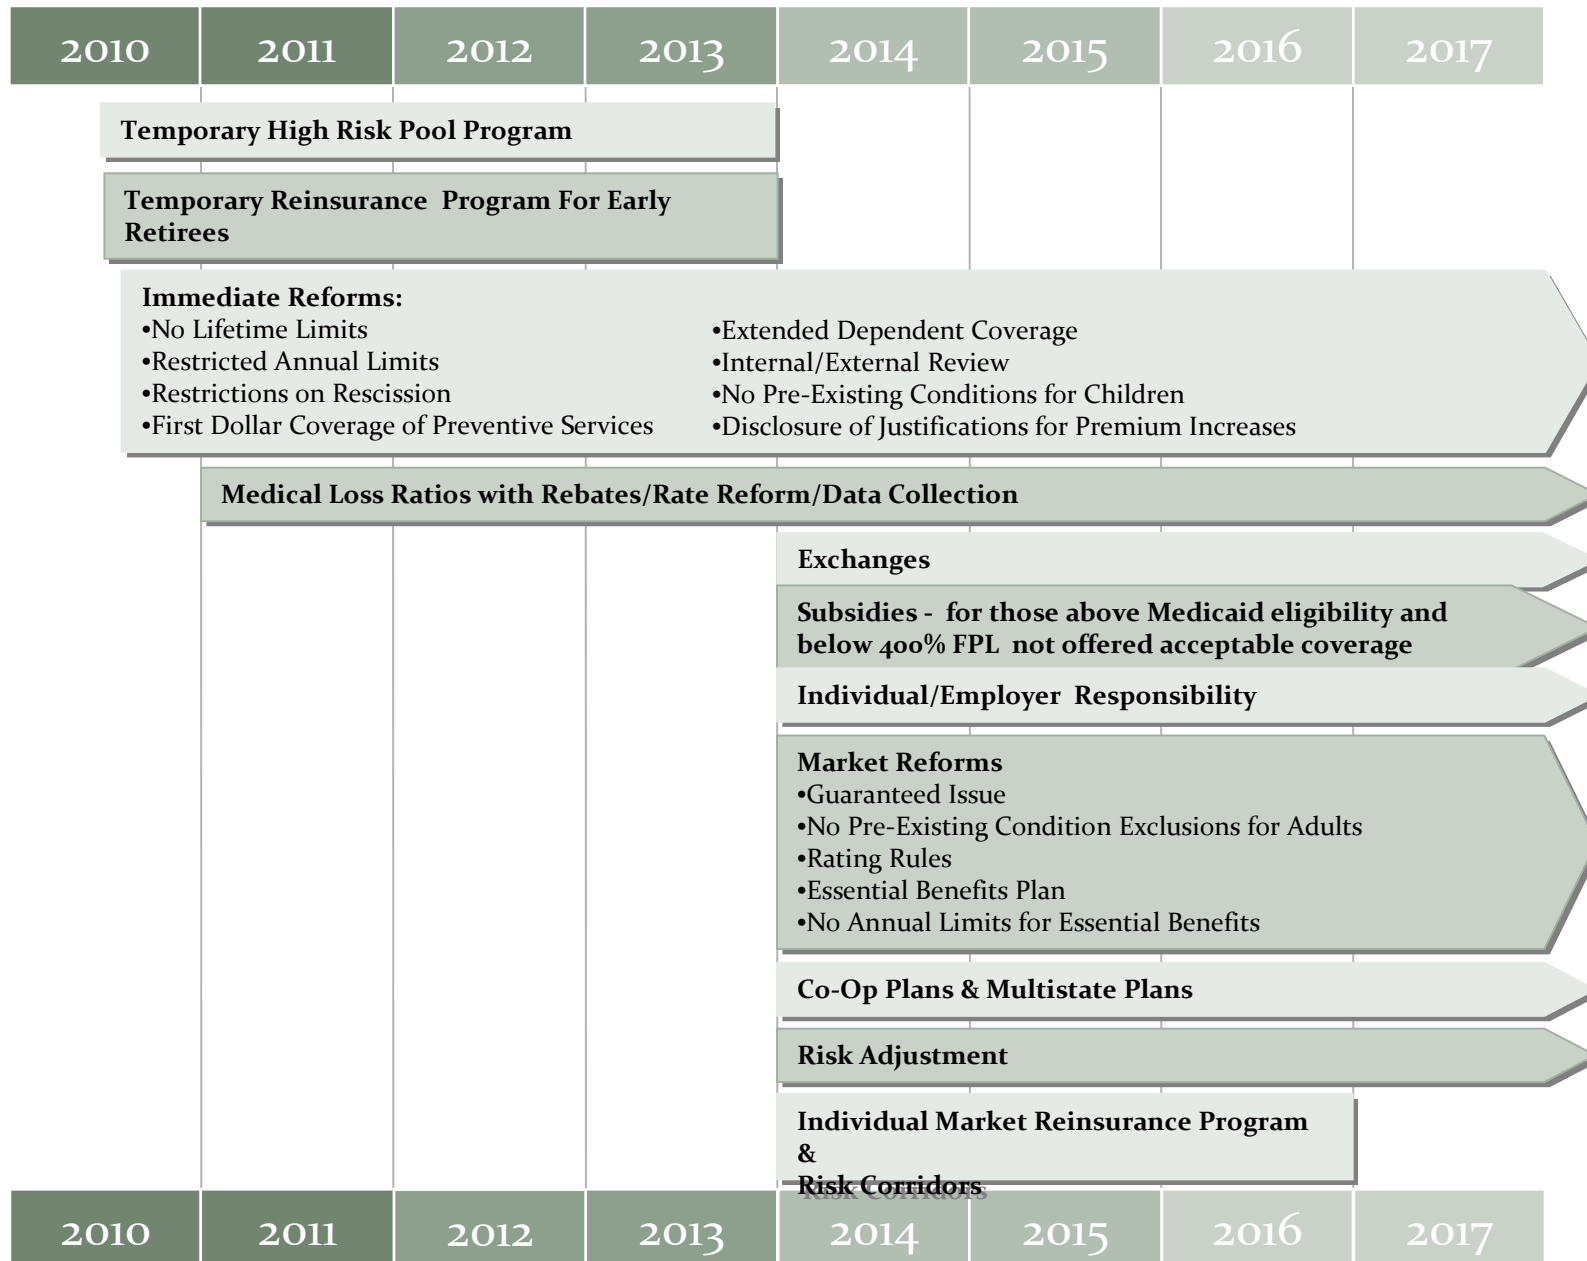 2010 2011 2012 2013 2014 2015 2016 2017
Temporary High Risk Pool Program
Temporary Reinsurance  Program For Early
Retirees
Immediate Reforms:
•No Lifetime Limits
•Restricted Annual Limits
•Restrictions on Rescission
•First Dollar Coverage of Preventive Services
•Extended Dependent Coverage
•Internal/External Review
•No Pre-Existing Conditions for Children
•Disclosure of Justifications for Premium Increases
Medical Loss Ratios with Rebates/Rate Reform/Data Collection
Exchanges
Subsidies -  for those above Medicaid eligibility and
below 400% FPL  not offered acceptable coverage
Individual/Employer  Responsibility
Market Reforms
•Guaranteed Issue
•No Pre-Existing Condition Exclusions for Adults
•Rating Rules
•Essential Benefits Plan
•No Annual Limits for Essential Benefits
Co-Op Plans & Multistate Plans
Risk Adjustment
Individual Market Reinsurance Program
&
Risk Corridors
2010 2011 2012 2013 2014 2015 2016 2017